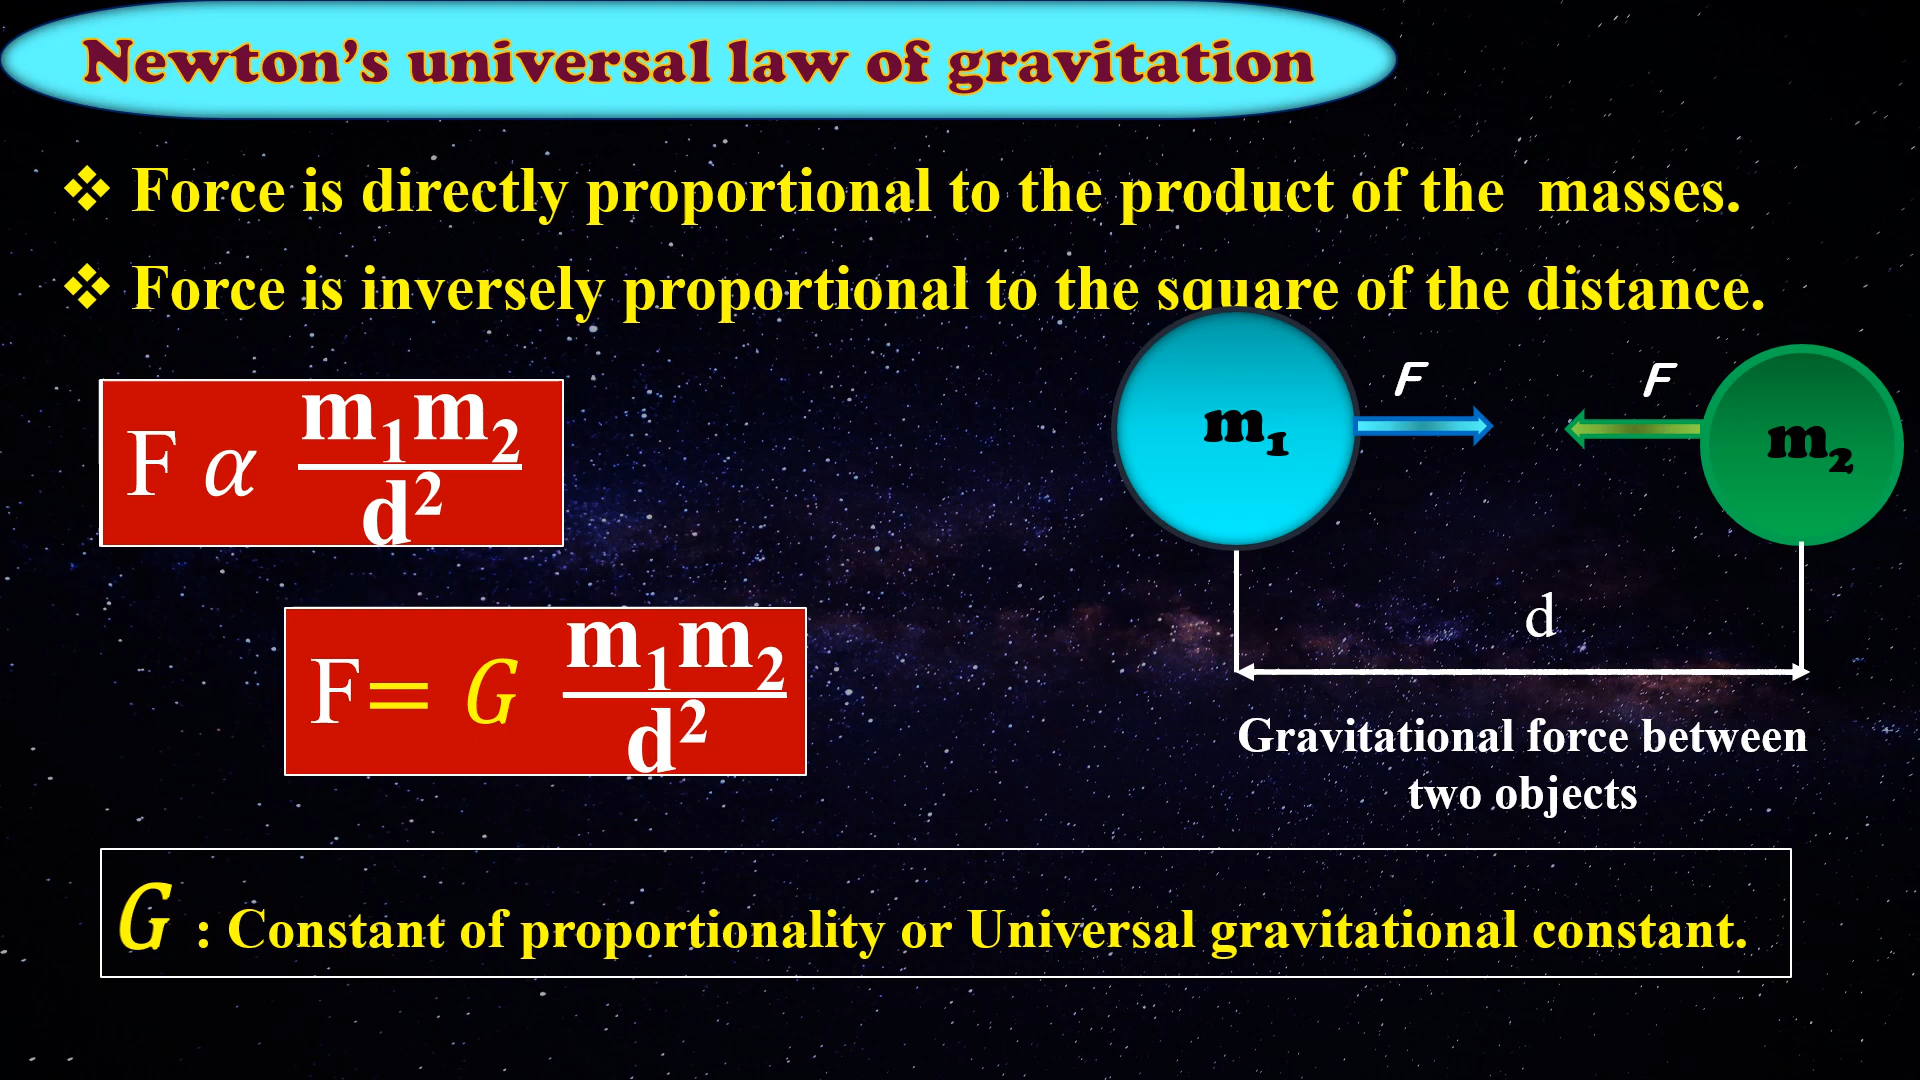 Newton's universal law of gravitation
❖ Force is directly proportional to the product of the masses.
❖ Force is inversely proportional to the square of the distance.
F α m₁m₂ / d²
m₁ F F m₂
F = G m₁m₂ / d²
d
Gravitational force between
two objects
G : Constant of proportionality or Universal gravitational constant.